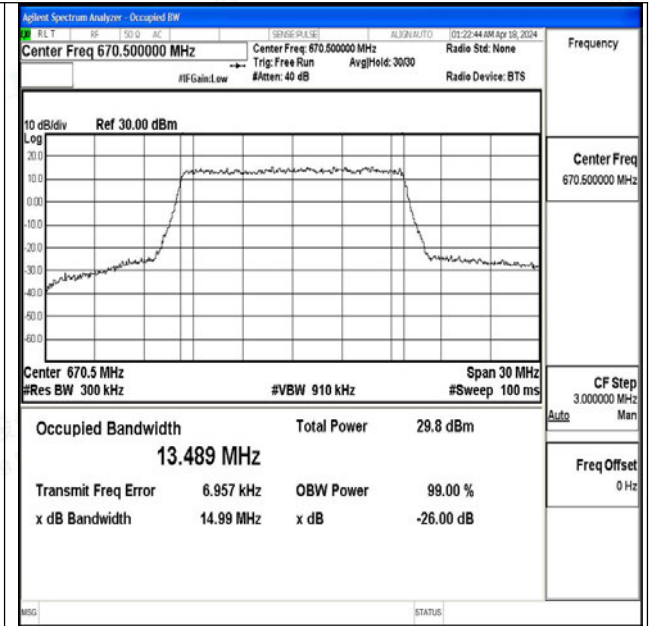 Agilent Spectrum Analyzer - Occupied BW
RL T RF 50 Ω AC SENSE:PULSE ALIGN AUTO 01:22:44 AM Apr 18, 2024
Center Freq 670.500000 MHz Center Freq: 670.500000 MHz Radio Std: None Frequency
Trig: Free Run Avg|Hold: 30/30
#IFGain:Low #Atten: 40 dB Radio Device: BTS
10 dB/div Ref 30.00 dBm
Log
20.0
10.0
0.00
-10.0
-20.0
-30.0
-40.0
-50.0
-60.0
Center Freq
670.500000 MHz
Center 670.5 MHz Span 30 MHz
#Res BW 300 kHz #VBW 910 kHz #Sweep 100 ms
CF Step
3.000000 MHz
Auto Man
Occupied Bandwidth Total Power 29.8 dBm
13.489 MHz
Transmit Freq Error 6.957 kHz OBW Power 99.00 %
x dB Bandwidth 14.99 MHz x dB -26.00 dB
Freq Offset
0 Hz
MSG STATUS